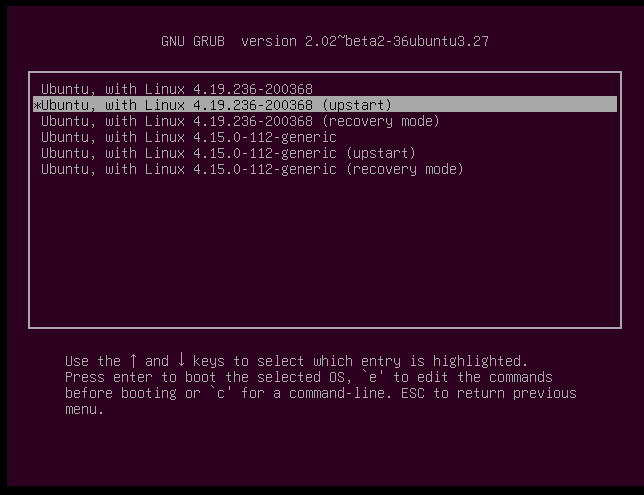 GNU GRUB  version 2.02~beta2-36ubuntu3.27
Ubuntu, with Linux 4.19.236-200368
*Ubuntu, with Linux 4.19.236-200368 (upstart)
Ubuntu, with Linux 4.19.236-200368 (recovery mode)
Ubuntu, with Linux 4.15.0-112-generic
Ubuntu, with Linux 4.15.0-112-generic (upstart)
Ubuntu, with Linux 4.15.0-112-generic (recovery mode)
Use the ↑ and ↓ keys to select which entry is highlighted.
Press enter to boot the selected OS, `e' to edit the commands
before booting or `c' for a command-line. ESC to return previous
menu.